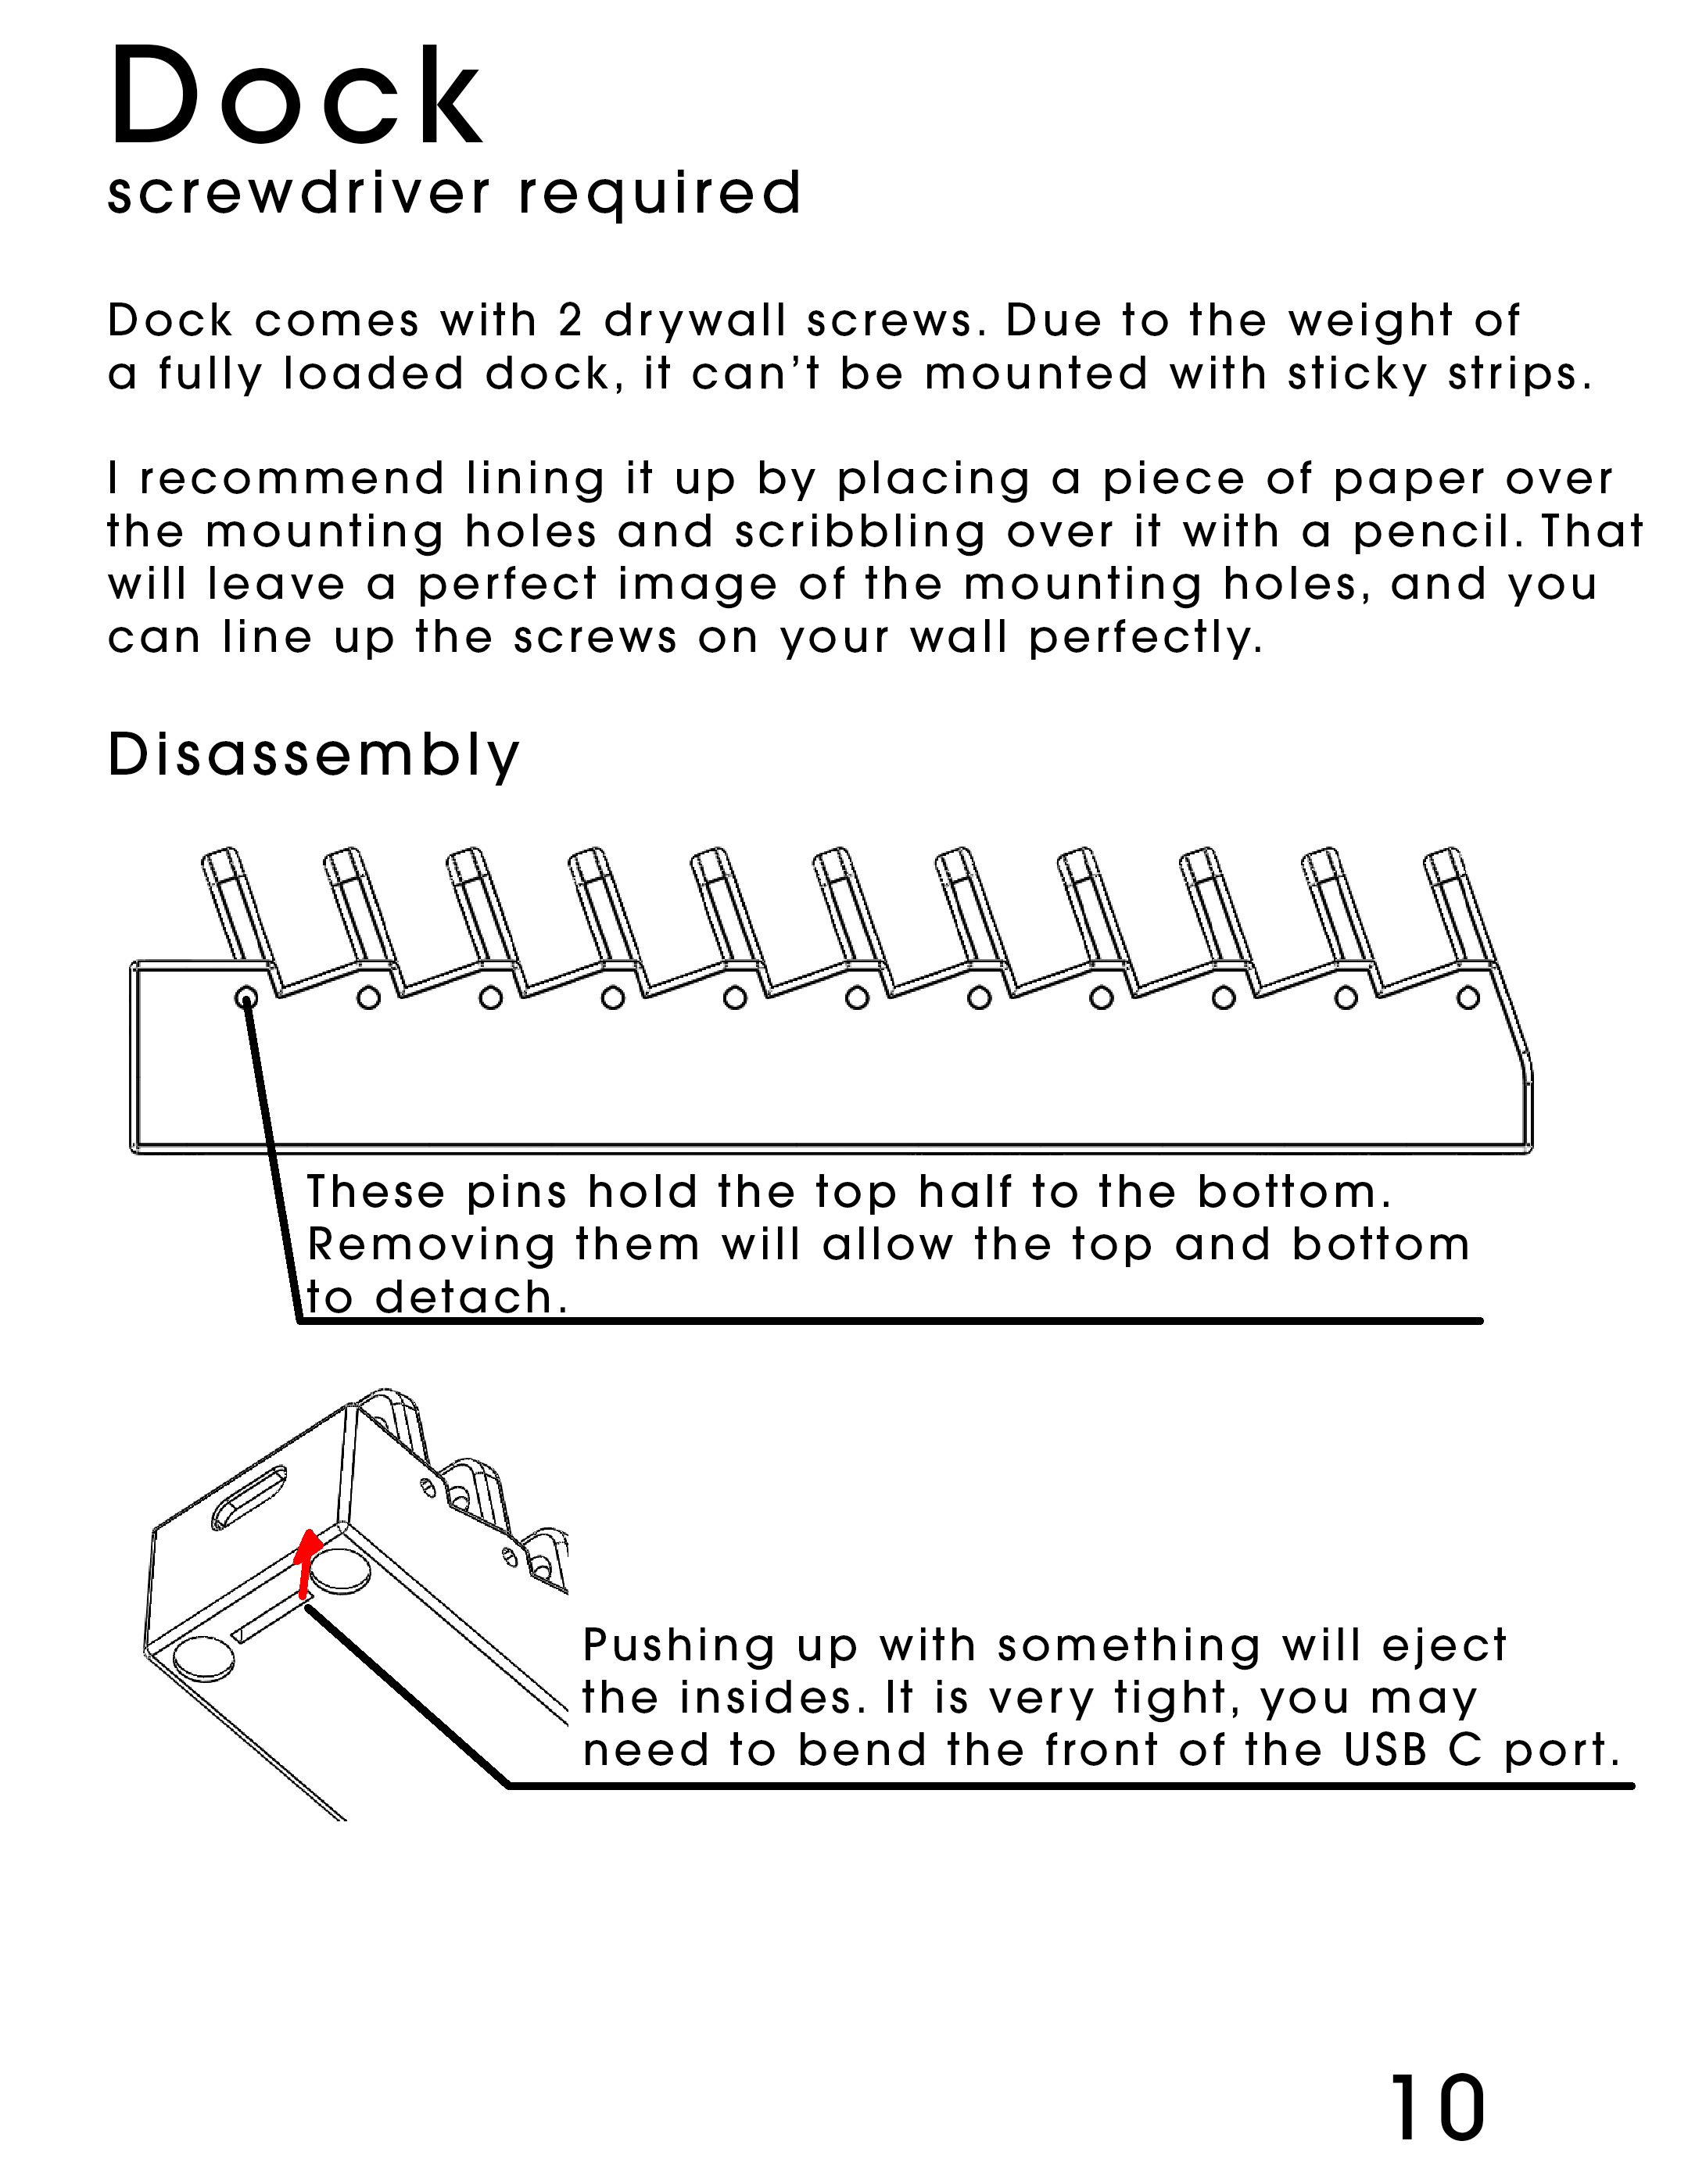 Dock
screwdriver required
Dock comes with 2 drywall screws. Due to the weight of
a fully loaded dock, it can't be mounted with sticky strips.
I recommend lining it up by placing a piece of paper over
the mounting holes and scribbling over it with a pencil. That
will leave a perfect image of the mounting holes, and you
can line up the screws on your wall perfectly.
Disassembly
These pins hold the top half to the bottom.
Removing them will allow the top and bottom
to detach.
Pushing up with something will eject
the insides. It is very tight, you may
need to bend the front of the USB C port.
10